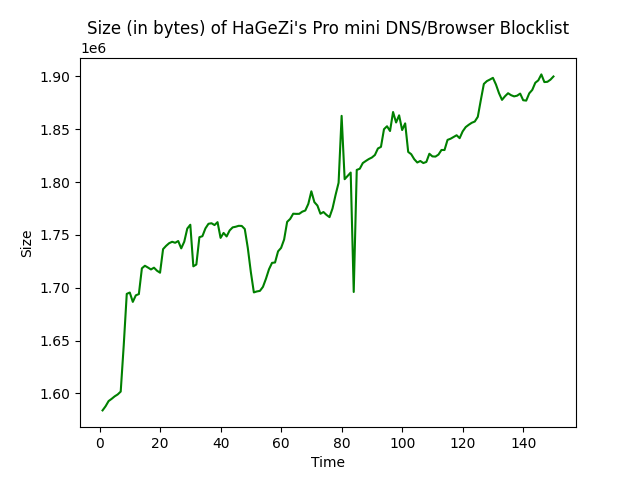 Size (in bytes) of HaGeZi's Pro mini DNS/Browser Blocklist
1e6
1.90
1.85
1.80
1.75
1.70
1.65
1.60
Size
0 20 40 60 80 100 120 140
Time